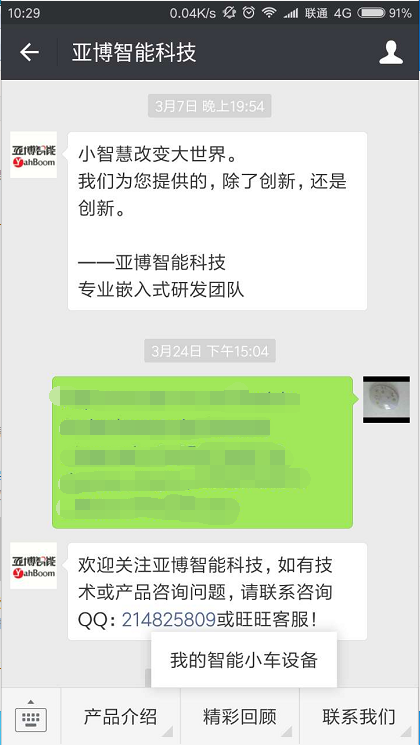 10:29 0.04K/s 联通 4G 91%
亚博智能科技
3月7日 晚上19:54
亚博智能
YahBoom
小智慧改变大世界。
我们为您提供的，除了创新，还是
创新。
——亚博智能科技
专业嵌入式研发团队
3月24日 下午15:04
亚博智能
YahBoom
欢迎关注亚博智能科技，如有技
术或产品咨询问题，请联系咨询
QQ：214825809或旺旺客服！
我的智能小车设备
产品介绍 精彩回顾 联系我们